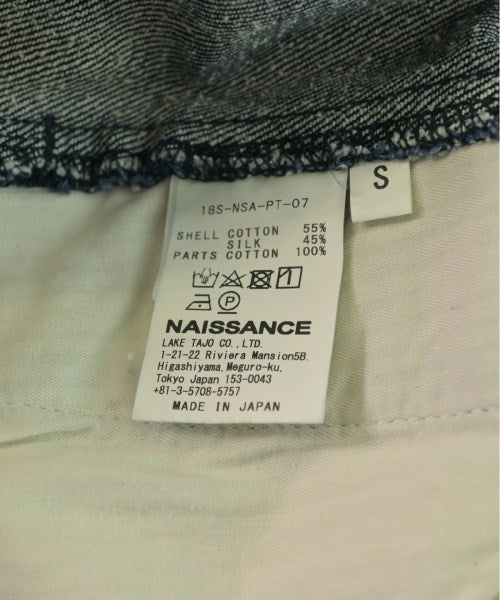 S
18S-NSA-PT-07
SHELL COTTON 55%
SILK 45%
PARTS COTTON 100%
P
NAISSANCE
LAKE TAJO CO.,LTD.
1-21-22 Riviera Mansion5B,
Higashiyama, Meguro-ku,
Tokyo Japan 153-0043
+81-3-5708-5757
MADE IN JAPAN